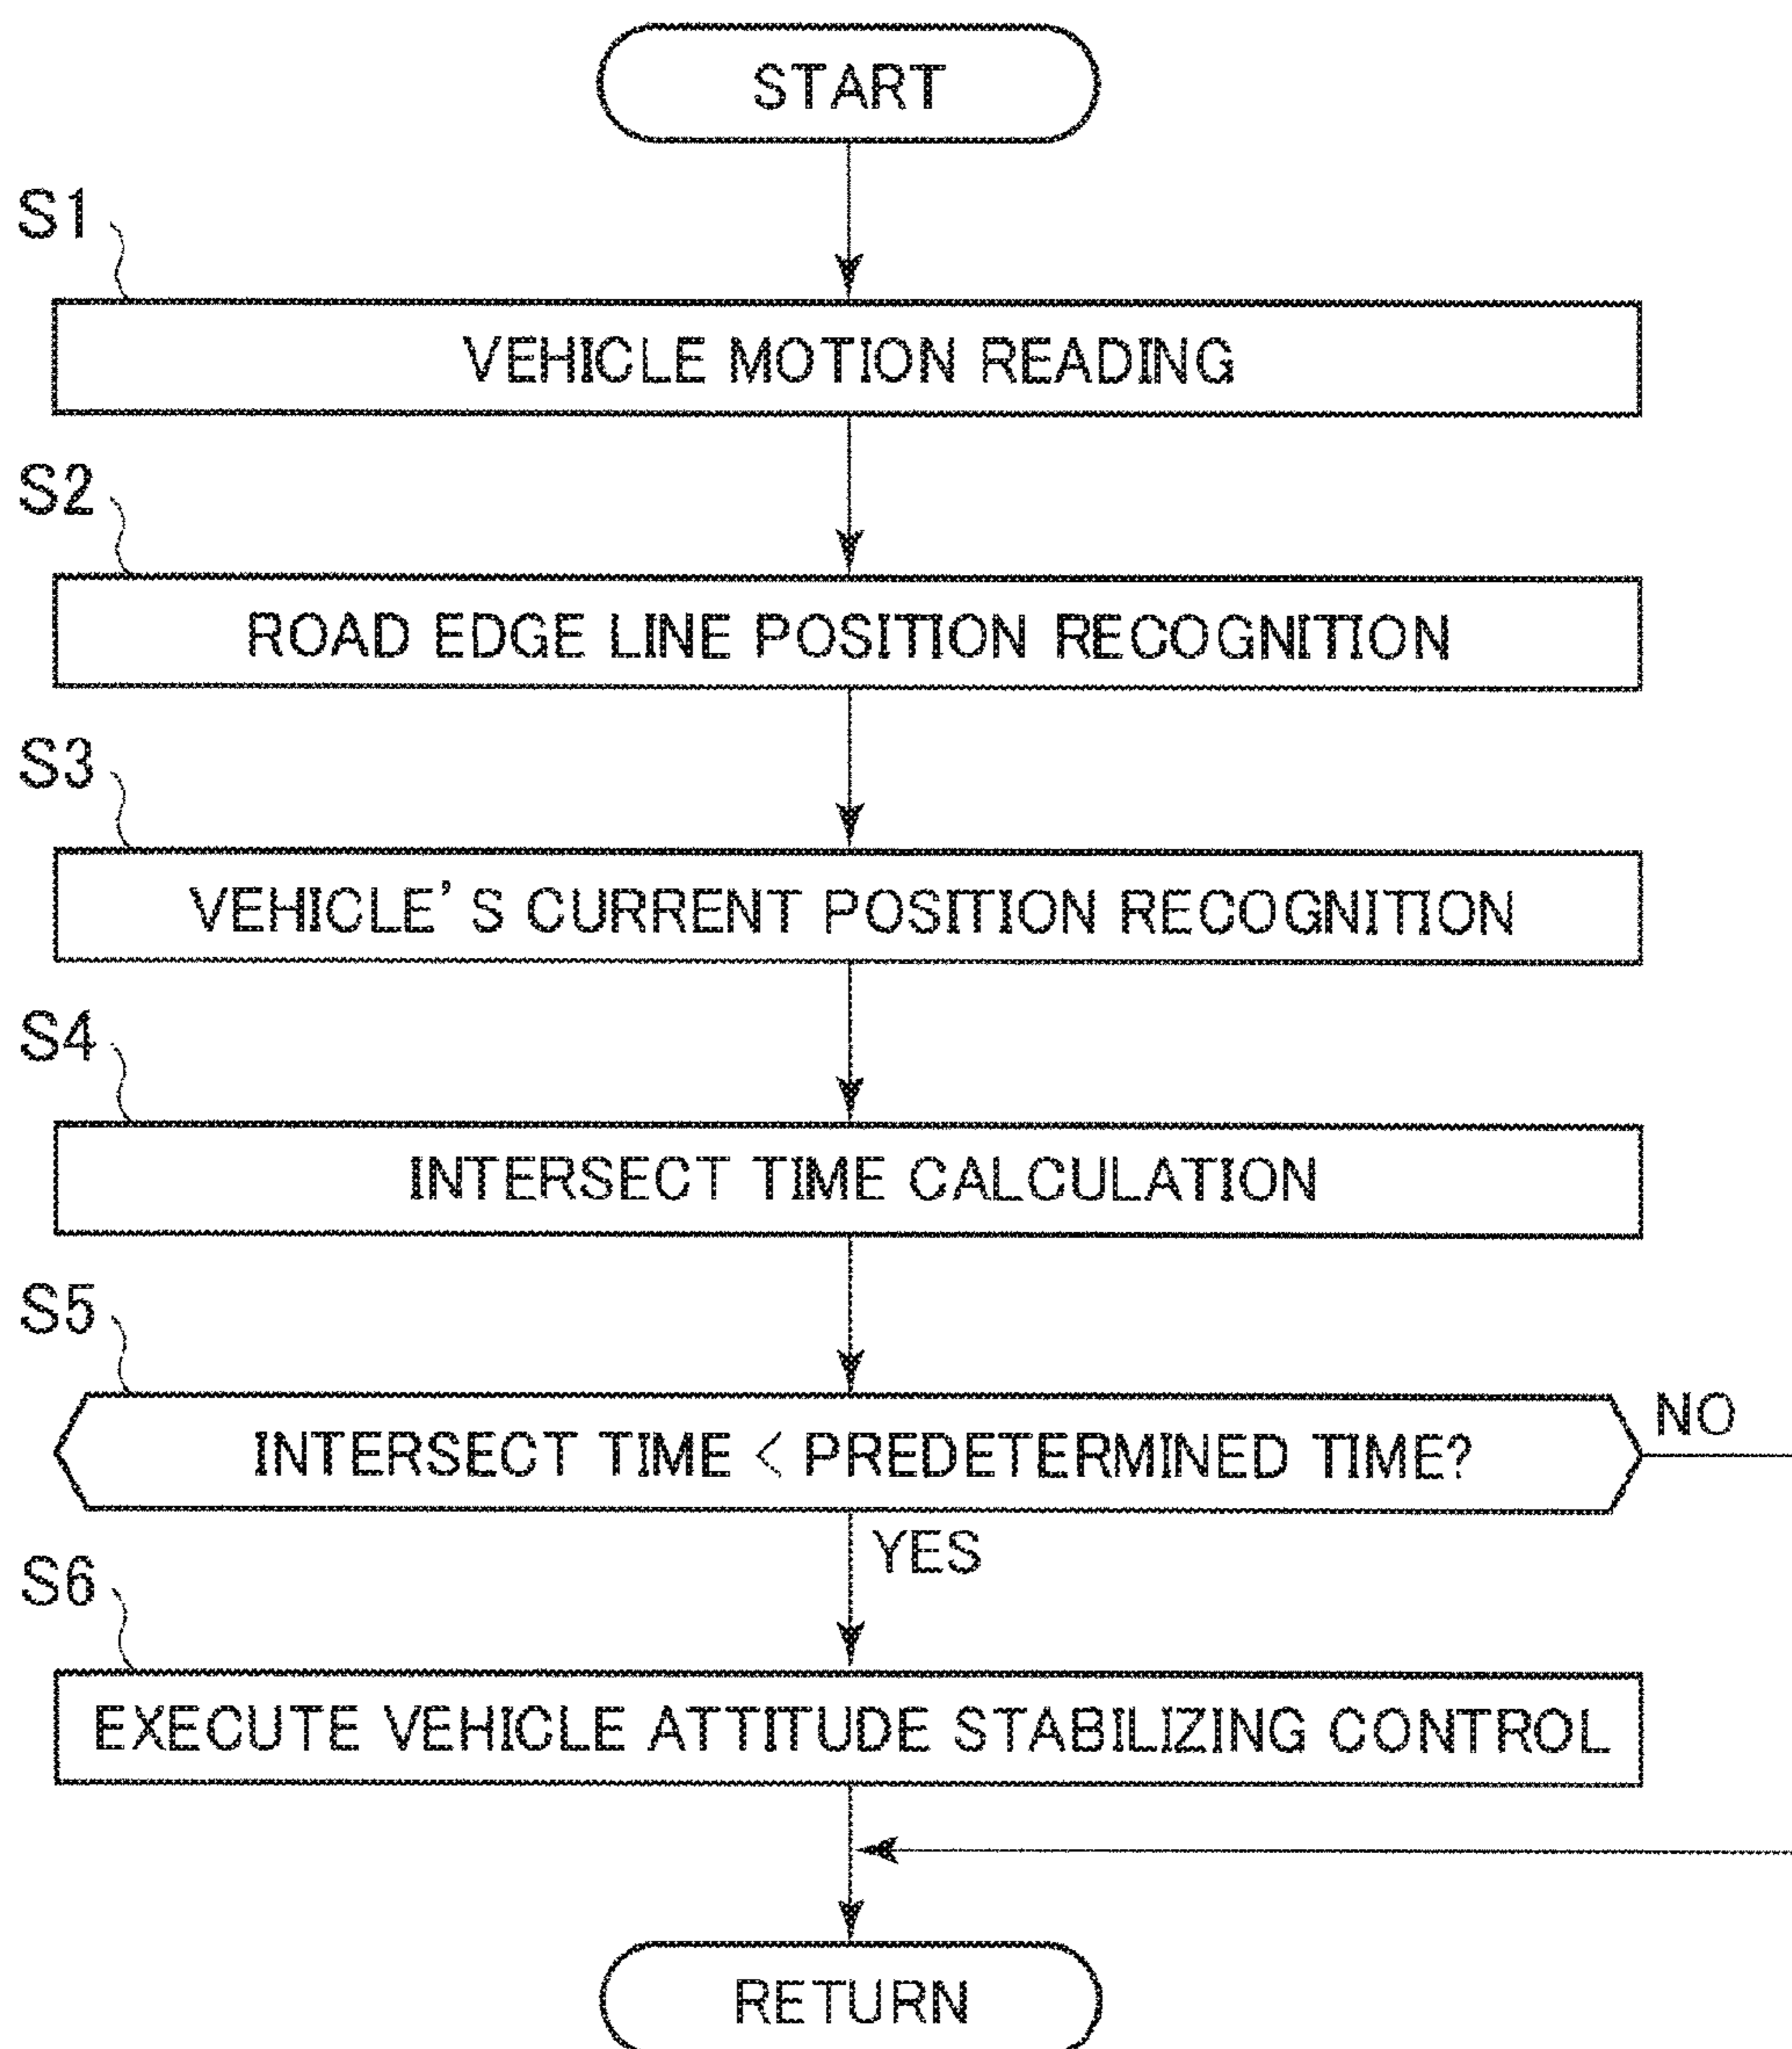 START
S1
VEHICLE MOTION READING
S2
ROAD EDGE LINE POSITION RECOGNITION
S3
VEHICLE'S CURRENT POSITION RECOGNITION
S4
INTERSECT TIME CALCULATION
S5
INTERSECT TIME < PREDETERMINED TIME?
NO
YES
S6
EXECUTE VEHICLE ATTITUDE STABILIZING CONTROL
RETURN